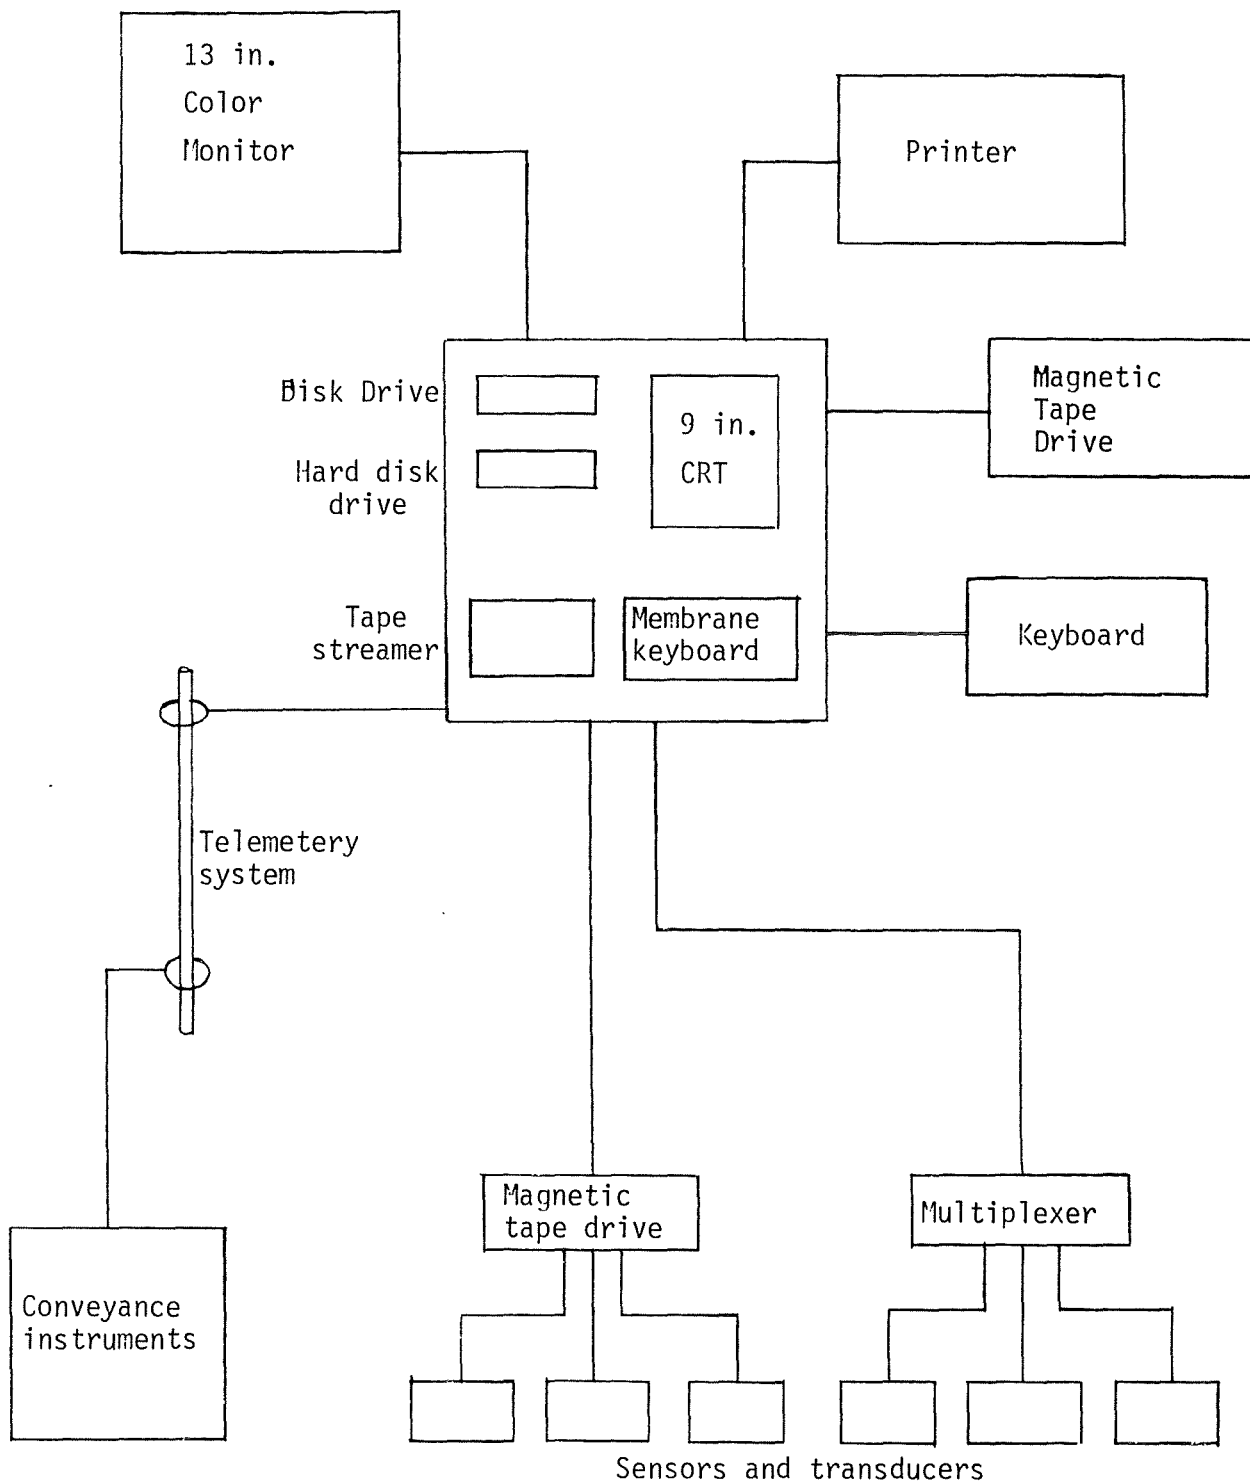 13 in.
Color
Monitor
Printer
Disk Drive
9 in.
CRT
Hard disk
drive
Magnetic
Tape
Drive
Tape
streamer
Membrane
keyboard
Keyboard
Telemetery
system
Magnetic
tape drive
Multiplexer
Conveyance
instruments
Sensors and transducers